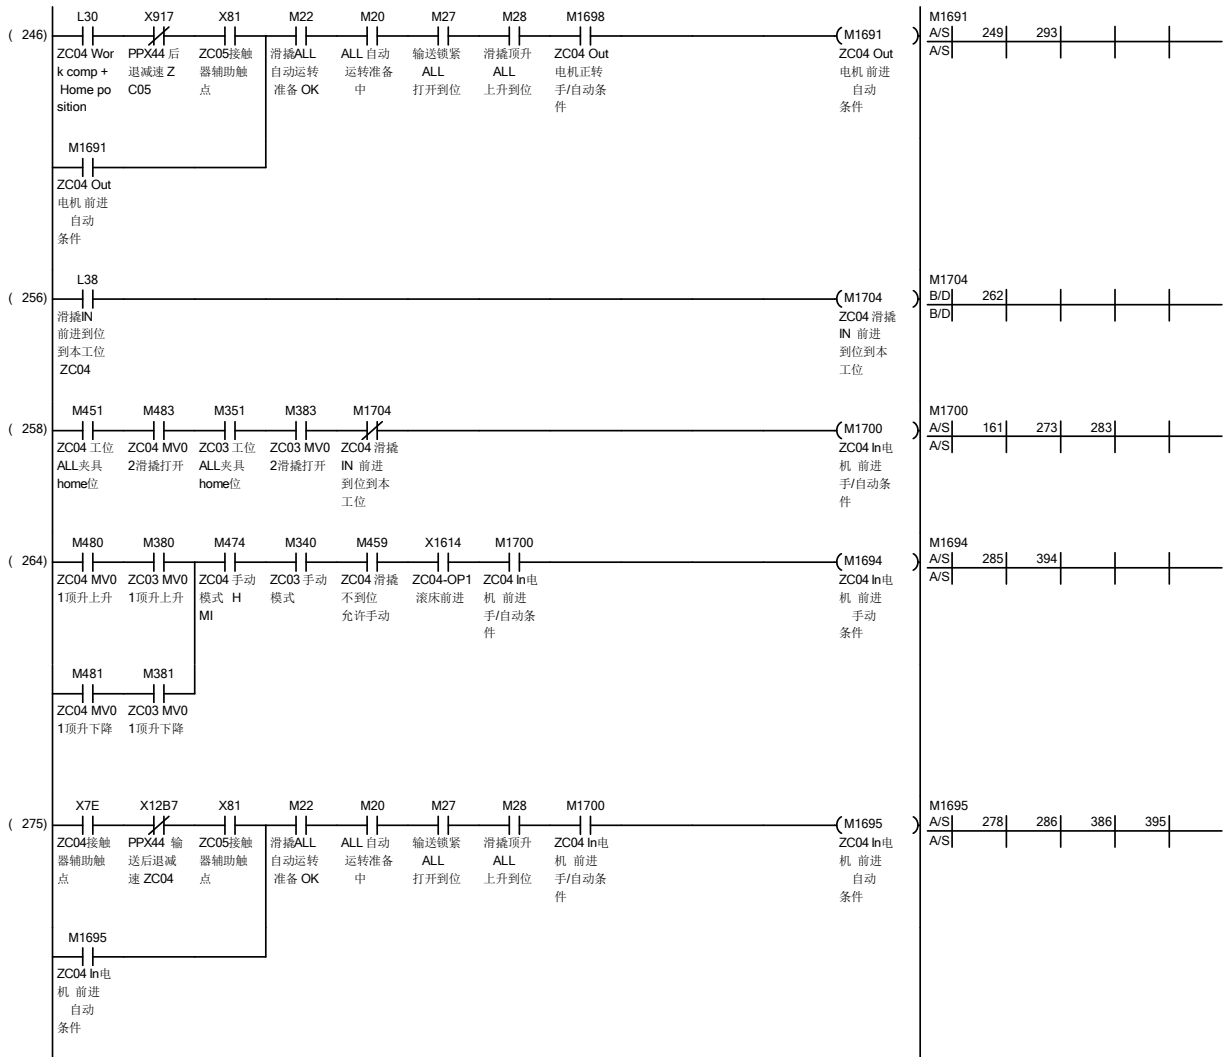 L30 X917 X81 M22 M20 M27 M28 M1698 M1691
( 246) (M1691 ) A/S 249 293
A/S
ZC04 Wor PPX44 后 ZC05接触 滑撬ALL ALL 自动 输送锁紧 滑撬顶升 ZC04 Out ZC04 Out
k comp + 退减速 Z 器辅助触 自动运转 运转准备 ALL ALL 电机正转 电机 前进
Home po C05 点 准备 OK 中 打开到位 上升到位 手/自动条 自动
sition 件 条件
M1691
ZC04 Out
电机 前进
自动
条件
L38 M1704
( 256) (M1704 ) B/D 262
B/D
滑撬IN ZC04 滑撬
前进到位 IN 前进
到本工位 到位到本
ZC04 工位
M451 M483 M351 M383 M1704 M1700
( 258) (M1700 ) A/S 161 273 283
A/S
ZC04 工位 ZC04 MV0 ZC03 工位 ZC03 MV0 ZC04 滑撬 ZC04 In电
ALL夹具 2滑撬打开 ALL夹具 2滑撬打开 IN 前进 机 前进
home位 home位 到位到本 手/自动条
工位 件
M480 M380 M474 M340 M459 X1614 M1700 M1694
( 264) (M1694 ) A/S 285 394
A/S
ZC04 MV0 ZC03 MV0 ZC04 手动 ZC03 手动 ZC04 滑撬 ZC04-OP1 ZC04 In电 ZC04 In电
1顶升上升 1顶升上升 模式 H 模式 不到位 滚床前进 机 前进 机 前进
MI 允许手动 手/自动条 手动
件 条件
M481 M381
ZC04 MV0 ZC03 MV0
1顶升下降 1顶升下降
X7E X12B7 X81 M22 M20 M27 M28 M1700 M1695
( 275) (M1695 ) A/S 278 286 386 395
A/S
ZC04接触 PPX44 输 ZC05接触 滑撬ALL ALL 自动 输送锁紧 滑撬顶升 ZC04 In电 ZC04 In电
器辅助触 送后退减 器辅助触 自动运转 运转准备 ALL ALL 机 前进 机 前进
点 速 ZC04 点 准备 OK 中 打开到位 上升到位 手/自动条 自动
件 条件
M1695
ZC04 In电
机 前进
自动
条件